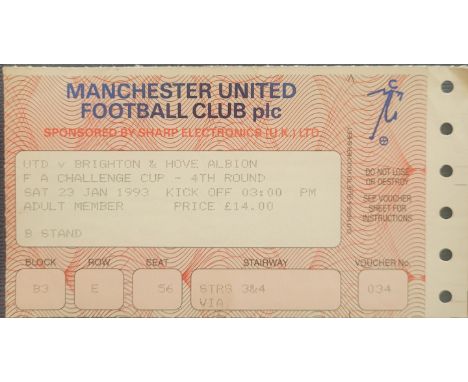 MANCHESTER UNITED
FOOTBALL CLUB plc
SPONSORED BY SHARP ELECTRONICS (U.K.) LTD.
UTD v BRIGHTON & HOVE ALBION
F A CHALLENGE CUP - 4TH ROUND
SAT 23 JAN 1993 KICK OFF 03:00 PM
ADULT MEMBER PRICE £14.00
B STAND
DO NOT LOSE
OR DESTROY
SEE VOUCHER
SHEET FOR
INSTRUCTIONS
BLOCK ROW SEAT STAIRWAY VOUCHER No.
B3 E 56 STRS 3&4 034
VIA